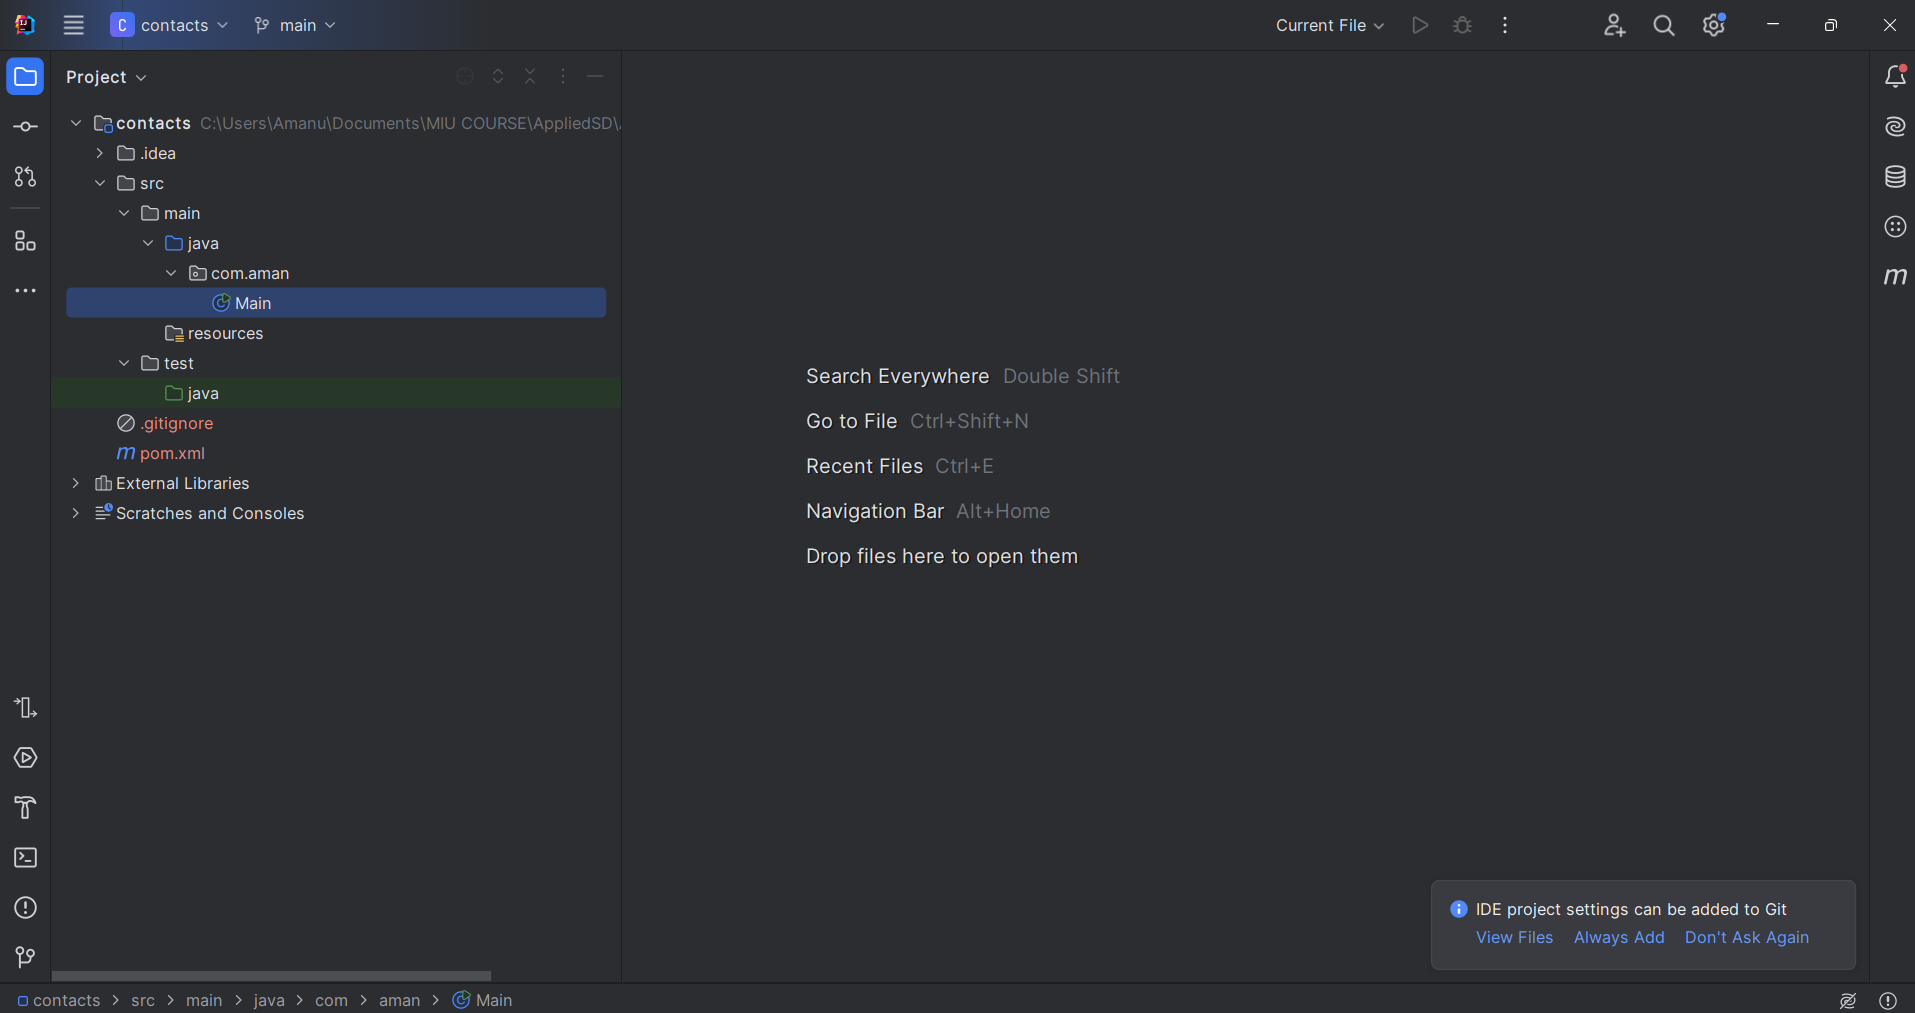 C contacts main Current File
Project
contacts C:\Users\Amanu\Documents\MIU COURSE\AppliedSD\
.idea
src
main
java
com.aman
Main
resources
test
java
.gitignore
m pom.xml
External Libraries
Scratches and Consoles
Search Everywhere Double Shift
Go to File Ctrl+Shift+N
Recent Files Ctrl+E
Navigation Bar Alt+Home
Drop files here to open them
m
IDE project settings can be added to Git
View Files Always Add Don't Ask Again
contacts > src > main > java > com > aman > Main